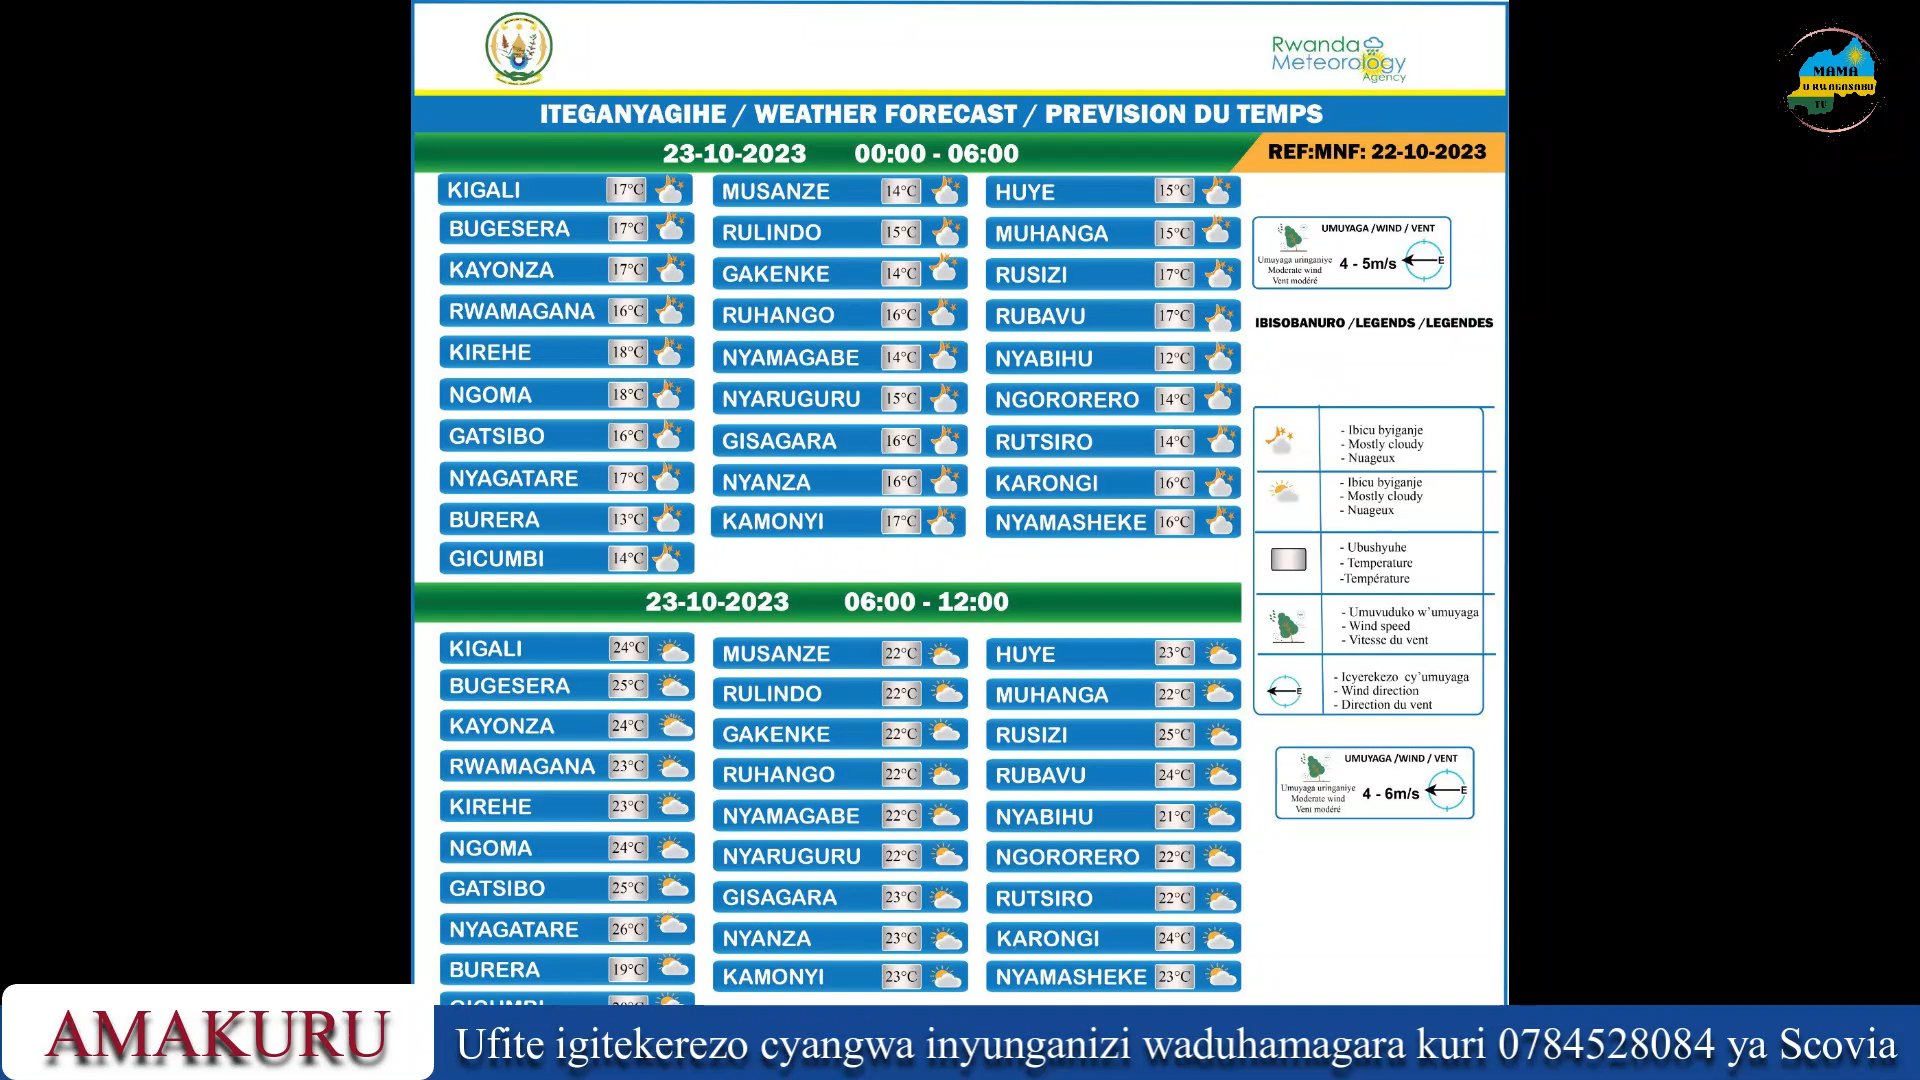 Rwanda
Meteorology
Agency
MAMA
U RWAGASABO
TV
ITEGANYAGIHE / WEATHER FORECAST / PREVISION DU TEMPS
23-10-2023 00:00 - 06:00
REF:MNF: 22-10-2023
KIGALI 17°C
BUGESERA 17°C
KAYONZA 17°C
RWAMAGANA 16°C
KIREHE 18°C
NGOMA 18°C
GATSIBO 16°C
NYAGATARE 17°C
BURERA 13°C
GICUMBI 14°C
MUSANZE 14°C
RULINDO 15°C
GAKENKE 14°C
RUHANGO 16°C
NYAMAGABE 14°C
NYARUGURU 15°C
GISAGARA 16°C
NYANZA 16°C
KAMONYI 17°C
HUYE 15°C
MUHANGA 15°C
RUSIZI 17°C
RUBAVU 17°C
NYABIHU 12°C
NGORORERO 14°C
RUTSIRO 14°C
KARONGI 16°C
NYAMASHEKE 16°C
UMUYAGA /WIND / VENT
Umuyaga uringaniye
Moderate wind
Vent modéré
4 - 5m/s
E
IBISOBANURO /LEGENDS /LEGENDES
- Ibicu byiganje
- Mostly cloudy
- Nuageux
- Ibicu byiganje
- Mostly cloudy
- Nuageux
- Ubushyuhe
- Temperature
-Température
- Umuvuduko w'umuyaga
- Wind speed
- Vitesse du vent
E
- Icyerekezo cy'umuyaga
- Wind direction
- Direction du vent
23-10-2023 06:00 - 12:00
KIGALI 24°C
BUGESERA 25°C
KAYONZA 24°C
RWAMAGANA 23°C
KIREHE 23°C
NGOMA 24°C
GATSIBO 25°C
NYAGATARE 26°C
BURERA 19°C
MUSANZE 22°C
RULINDO 22°C
GAKENKE 22°C
RUHANGO 22°C
NYAMAGABE 22°C
NYARUGURU 22°C
GISAGARA 23°C
NYANZA 23°C
KAMONYI 23°C
HUYE 23°C
MUHANGA 22°C
RUSIZI 25°C
RUBAVU 24°C
NYABIHU 21°C
NGORORERO 22°C
RUTSIRO 22°C
KARONGI 24°C
NYAMASHEKE 23°C
UMUYAGA /WIND / VENT
Umuyaga uringaniye
Moderate wind
Vent modéré
4 - 6m/s
E
AMAKURU
Ufite igitekerezo cyangwa inyunganizi waduhamagara kuri 0784528084 ya Scovia